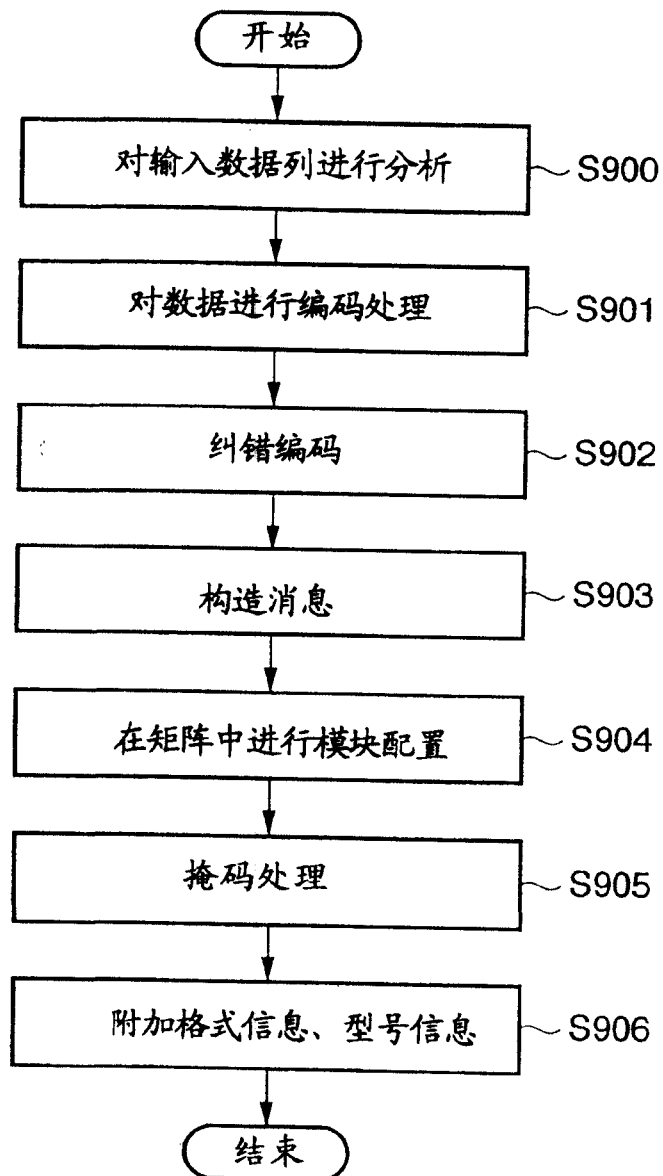 开始
对输入数据列进行分析
S900
对数据进行编码处理
S901
纠错编码
S902
构造消息
S903
在矩阵中进行模块配置
S904
掩码处理
S905
附加格式信息、型号信息
S906
结束